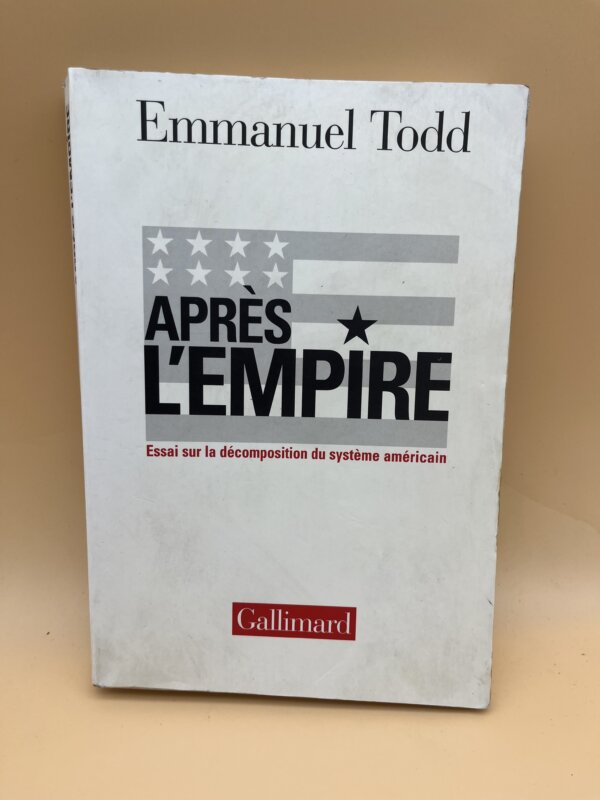 Emmanuel Todd
APRÈS
L'EMPIRE
Essai sur la décomposition du système américain
Gallimard